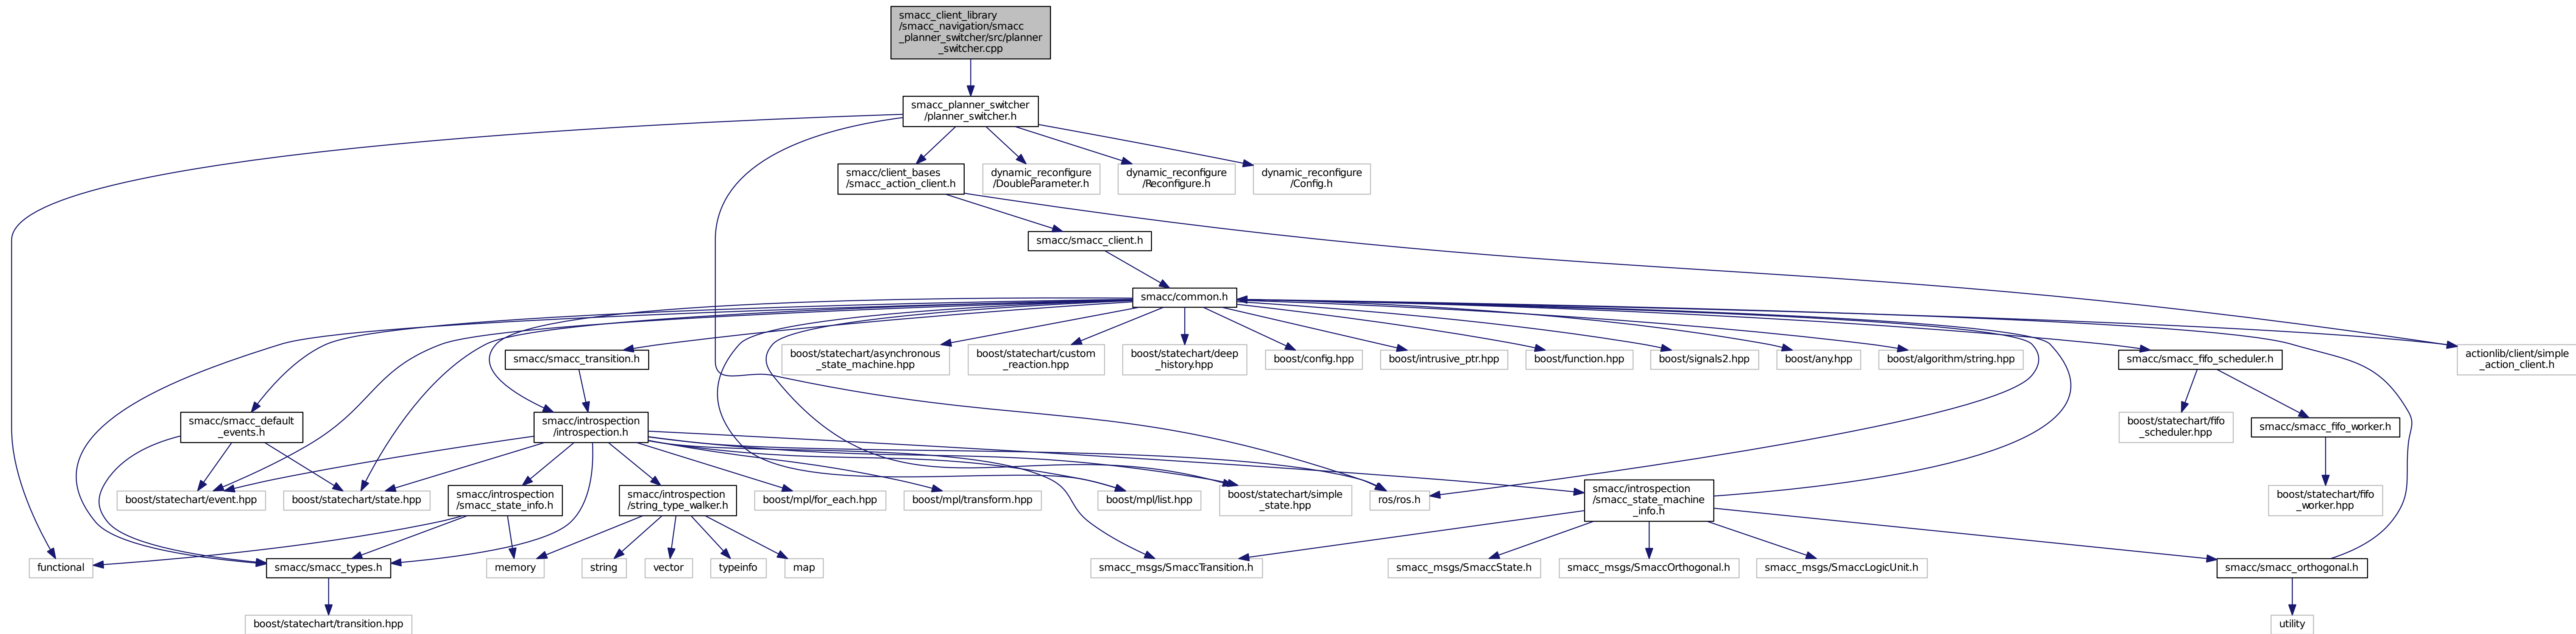 smacc_client_library
/smacc_navigation/smacc
_planner_switcher/src/planner
_switcher.cpp
smacc_planner_switcher
/planner_switcher.h
smacc/client_bases
/smacc_action_client.h
dynamic_reconfigure
/DoubleParameter.h
dynamic_reconfigure
/Reconfigure.h
dynamic_reconfigure
/Config.h
smacc/smacc_client.h
smacc/common.h
smacc/smacc_transition.h
boost/statechart/asynchronous
_state_machine.hpp
boost/statechart/custom
_reaction.hpp
boost/statechart/deep
_history.hpp
boost/config.hpp
boost/intrusive_ptr.hpp
boost/function.hpp
boost/signals2.hpp
boost/any.hpp
boost/algorithm/string.hpp
smacc/smacc_fifo_scheduler.h
actionlib/client/simple
_action_client.h
smacc/smacc_default
_events.h
smacc/introspection
/introspection.h
boost/statechart/fifo
_scheduler.hpp
smacc/smacc_fifo_worker.h
boost/statechart/event.hpp
boost/statechart/state.hpp
smacc/introspection
/smacc_state_info.h
smacc/introspection
/string_type_walker.h
boost/mpl/for_each.hpp
boost/mpl/transform.hpp
boost/mpl/list.hpp
boost/statechart/simple
_state.hpp
ros/ros.h
smacc/introspection
/smacc_state_machine
_info.h
boost/statechart/fifo
_worker.hpp
functional
smacc/smacc_types.h
memory
string
vector
typeinfo
map
smacc_msgs/SmaccTransition.h
smacc_msgs/SmaccState.h
smacc_msgs/SmaccOrthogonal.h
smacc_msgs/SmaccLogicUnit.h
smacc/smacc_orthogonal.h
boost/statechart/transition.hpp
utility